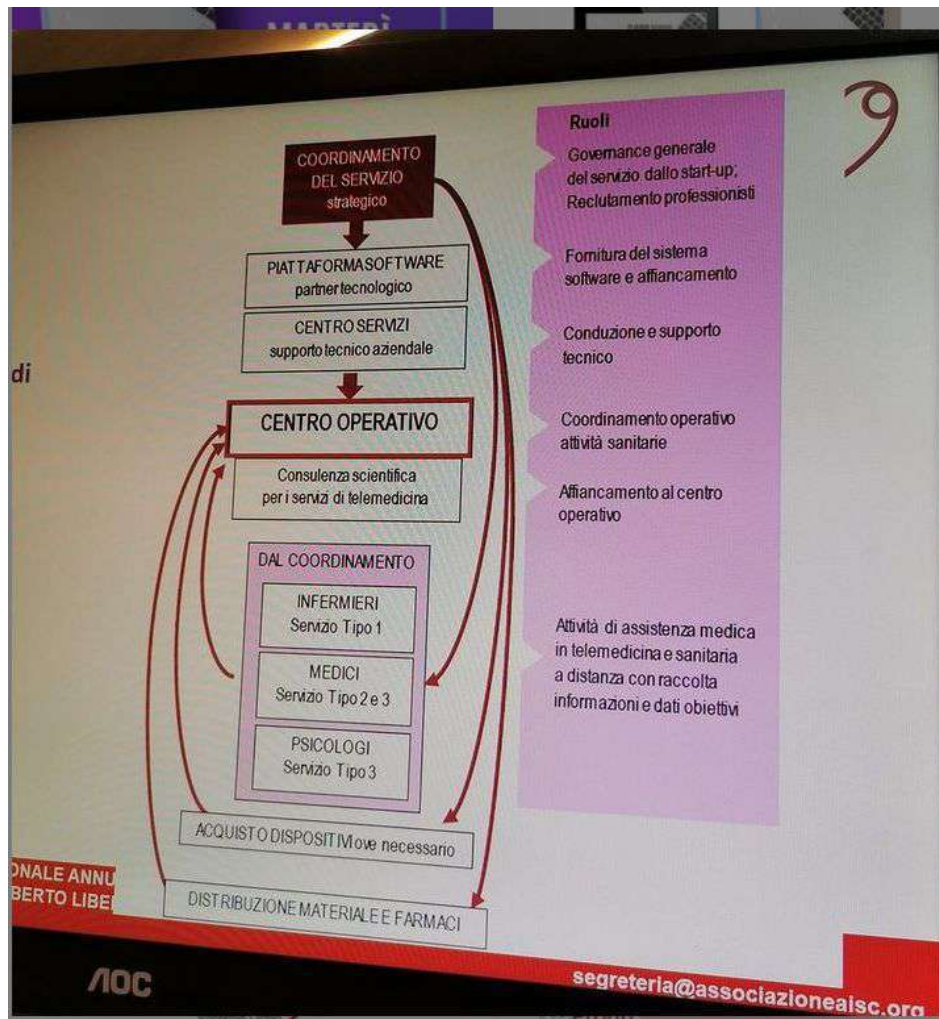 MARTEDÌ
COORDINAMENTO
DEL SERVIZIO
strategico
PIATTAFORMA SOFTWARE
partner tecnologico
CENTRO SERVIZI
supporto tecnico aziendale
di
CENTRO OPERATIVO
Consulenza scientifica
per i servizi di telemedicina
DAL COORDINAMENTO
INFERMIERI
Servizio Tipo 1
MEDICI
Servizio Tipo 2 e 3
PSICOLOGI
Servizio Tipo 3
ACQUISTO DISPOSITIVI ove necessario
DISTRIBUZIONE MATERIALE E FARMACI
Ruoli
Governance generale
del servizio dallo start-up;
Reclutamento professionisti
Fornitura del sistema
software e affiancamento
Conduzione e supporto
tecnico
Coordinamento operativo
attività sanitarie
Affiancamento al centro
operativo
Attività di assistenza medica
in telemedicina e sanitaria
a distanza con raccolta
informazioni e dati obiettivi
ONALE ANNU
BERTO LIBE
segreteria@associazioneaisc.org
AOC